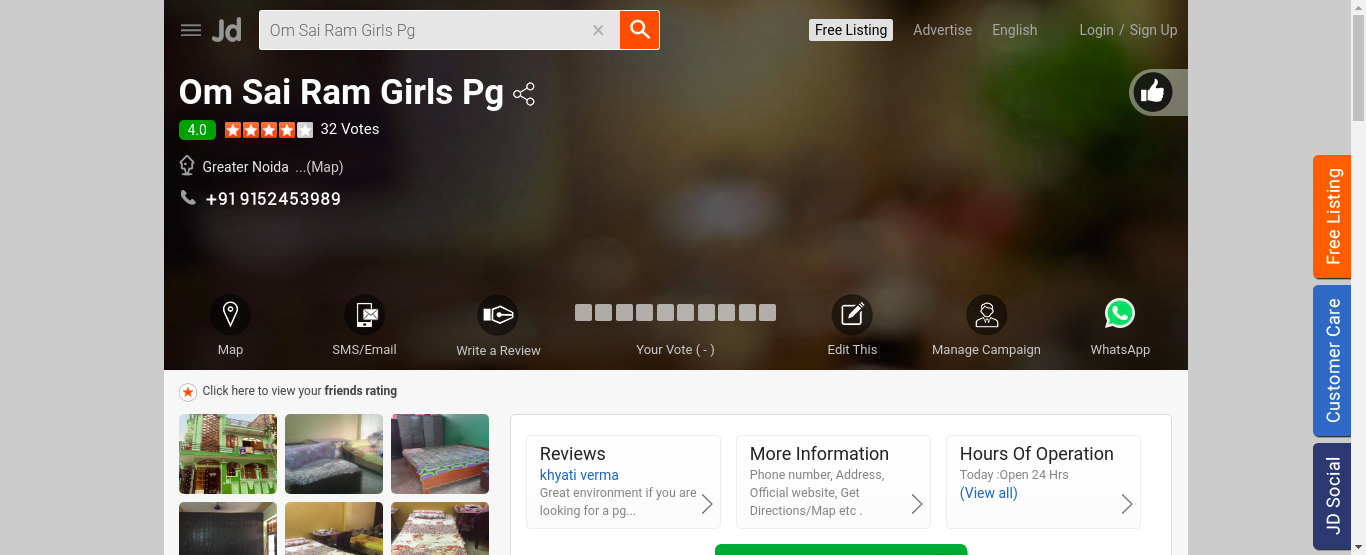 Jd
Om Sai Ram Girls Pg
Free Listing
Advertise
English
Login / Sign Up
Om Sai Ram Girls Pg
4.0
32 Votes
Greater Noida ...(Map)
+91 9152453989
Map
SMS/Email
Write a Review
Your Vote ( - )
Edit This
Manage Campaign
WhatsApp
Click here to view your friends rating
Reviews
khyati verma
Great environment if you are
looking for a pg...
More Information
Phone number, Address,
Official website, Get
Directions/Map etc .
Hours Of Operation
Today :Open 24 Hrs
(View all)
Free Listing
Customer Care
JD Social